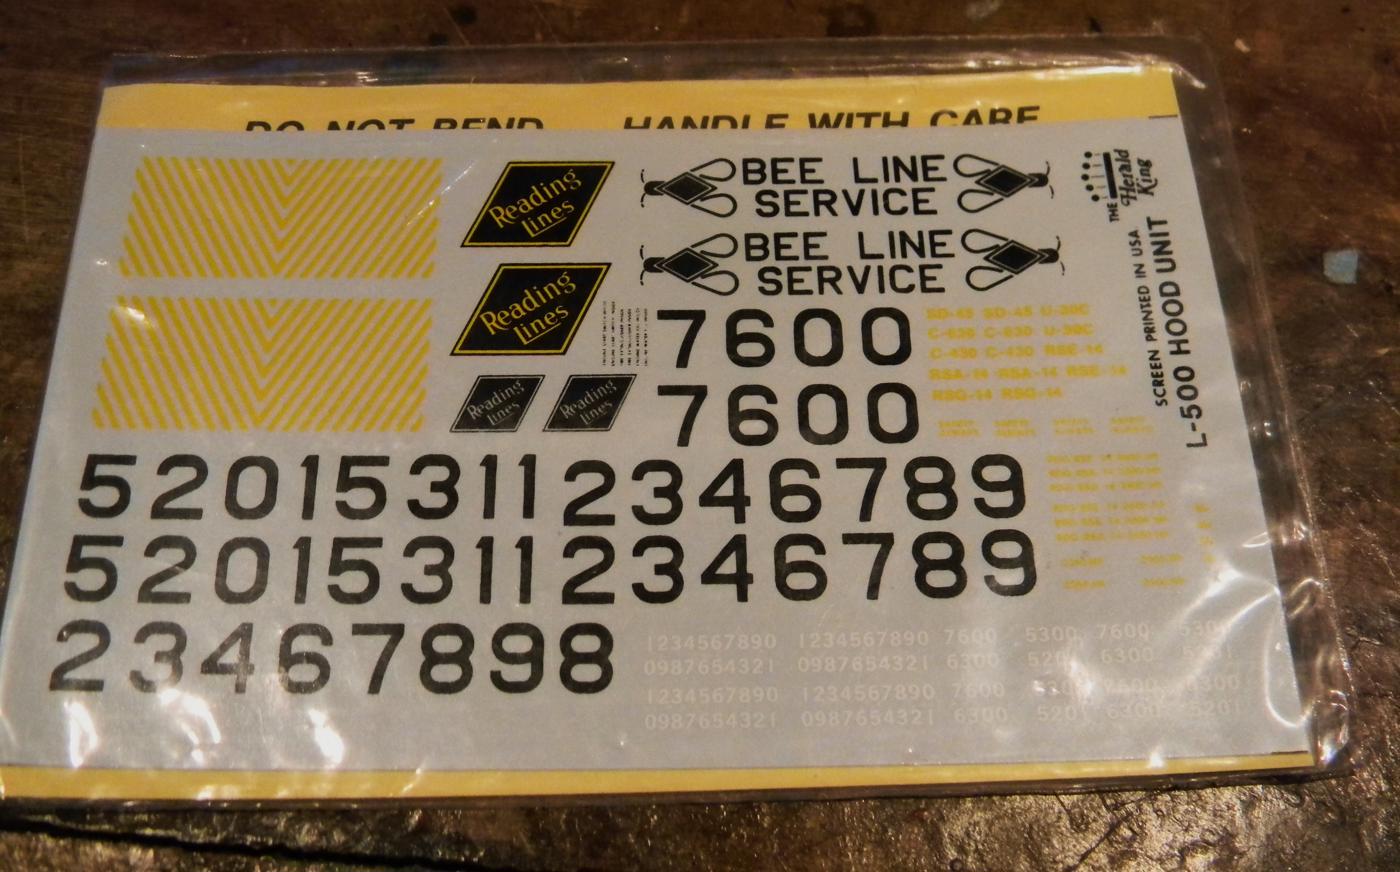 DO NOT BEND HANDLE WITH CARE
Reading
lines
BEE LINE
SERVICE
THE Herald King
SCREEN PRINTED IN USA
L-500 HOOD UNIT
BEE LINE
SERVICE
Reading
lines
7600
SD-45 SD-45 U-30C
C-630 C-630 U-30C
C-430 C-430
RSA-14 RSA-14 RSE-14
RSG-14 RSG-14
Reading
lines
Reading
lines
7600
520153112346789
520153112346789
23467898
1234567890 1234567890 7600 5300 7600 5300
0987654321 0987654321 6300 5201 6300 5201
1234567890 1234567890 7600 5300 7600 5300
0987654321 0987654321 6300 5201 6300 5201